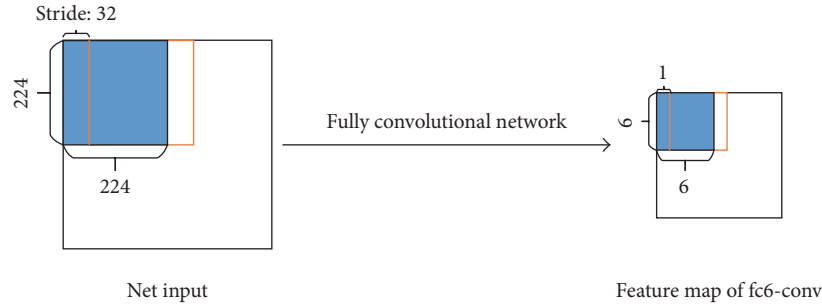 Stride: 32
224
224
Net input
Fully convolutional network
1
6
6
Feature map of fc6-conv